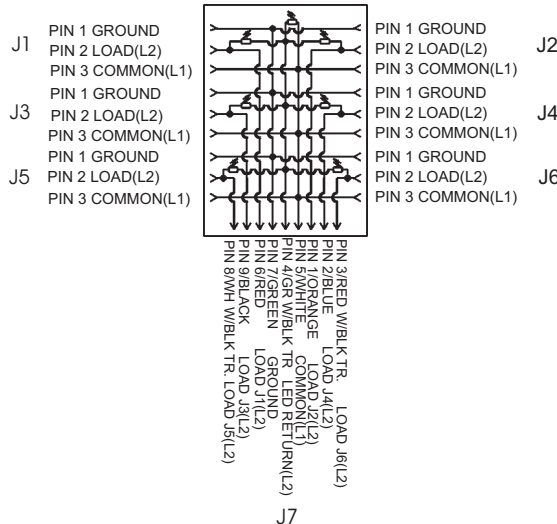 J1
PIN 1 GROUND
PIN 2 LOAD(L2)
PIN 3 COMMON(L1)
J3
PIN 1 GROUND
PIN 2 LOAD(L2)
PIN 3 COMMON(L1)
J5
PIN 1 GROUND
PIN 2 LOAD(L2)
PIN 3 COMMON(L1)
PIN 1 GROUND
PIN 2 LOAD(L2)
J2
PIN 3 COMMON(L1)
PIN 1 GROUND
PIN 2 LOAD(L2)
J4
PIN 3 COMMON(L1)
PIN 1 GROUND
PIN 2 LOAD(L2)
J6
PIN 3 COMMON(L1)
PIN 8/WH W/BLK TR. LOAD J5(L2)
PIN 9/BLACK LOAD J3(L2)
PIN 6/RED LOAD J1(L2)
PIN 7/GREEN GROUND
PIN 4/GR W/BLK TR LED RETURN(L2)
PIN 5/WHITE COMMON(L1)
PIN 1/ORANGE LOAD J2(L2)
PIN 2/BLUE LOAD J4(L2)
PIN 3/RED W/BLK TR. LOAD J6(L2)
J7